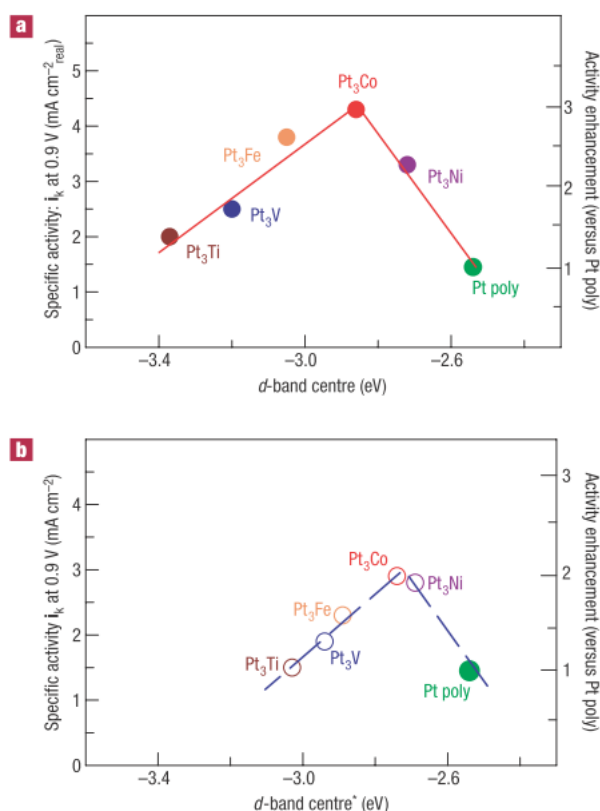 a
Specific activity: i_k at 0.9 V (mA cm⁻²_real)
5
4
3
2
1
0
Pt₃Co
Pt₃Fe
Pt₃Ni
Pt₃V
Pt₃Ti
Pt poly
3
2
1
Activity enhancement (versus Pt poly)
−3.4
−3.0
−2.6
d-band centre (eV)
b
Specific activity i_k at 0.9 V (mA cm⁻²)
4
3
2
1
0
Pt₃Co
Pt₃Ni
Pt₃Fe
Pt₃Ti
Pt₃V
Pt poly
3
2
1
Activity enhancement (versus Pt poly)
−3.4
−3.0
−2.6
d-band centre* (eV)